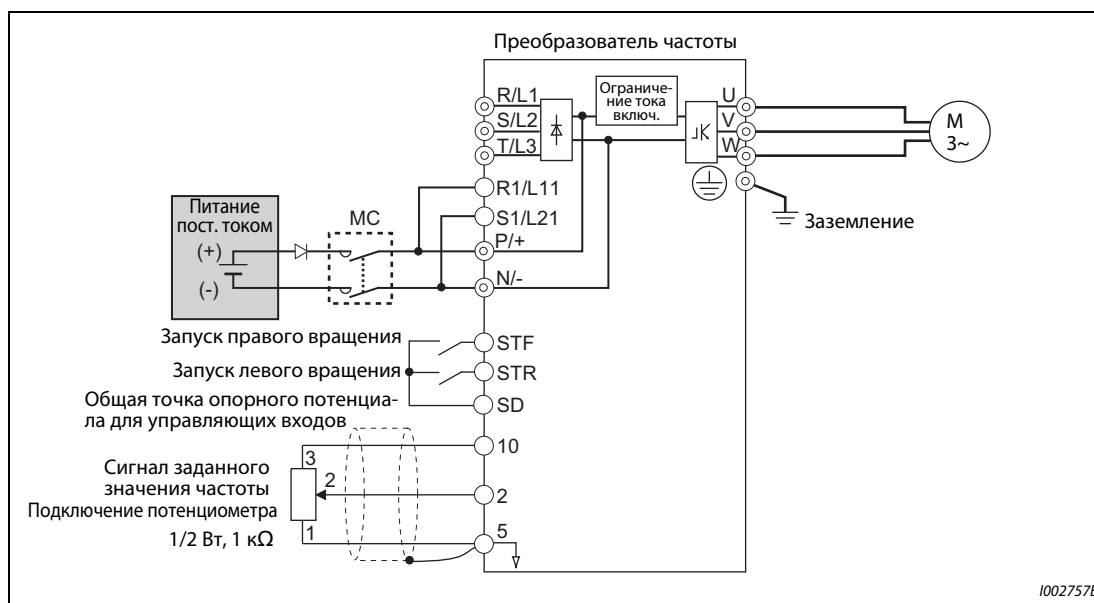 Преобразователь частоты
R/L1
S/L2
T/L3
Ограниче-
ние тока
включ.
U
V
W
M
3~
R1/L11
S1/L21
P/+
N/-
Заземление
Питание
пост. током
(+)
(-)
MC
Запуск правого вращения
STF
Запуск левого вращения
STR
Общая точка опорного потенциа-
ла для управляющих входов
SD
10
3
Сигнал заданного
значения частоты
2
2
Подключение потенциометра
1/2 Вт, 1 кΩ
1
5
I002757E